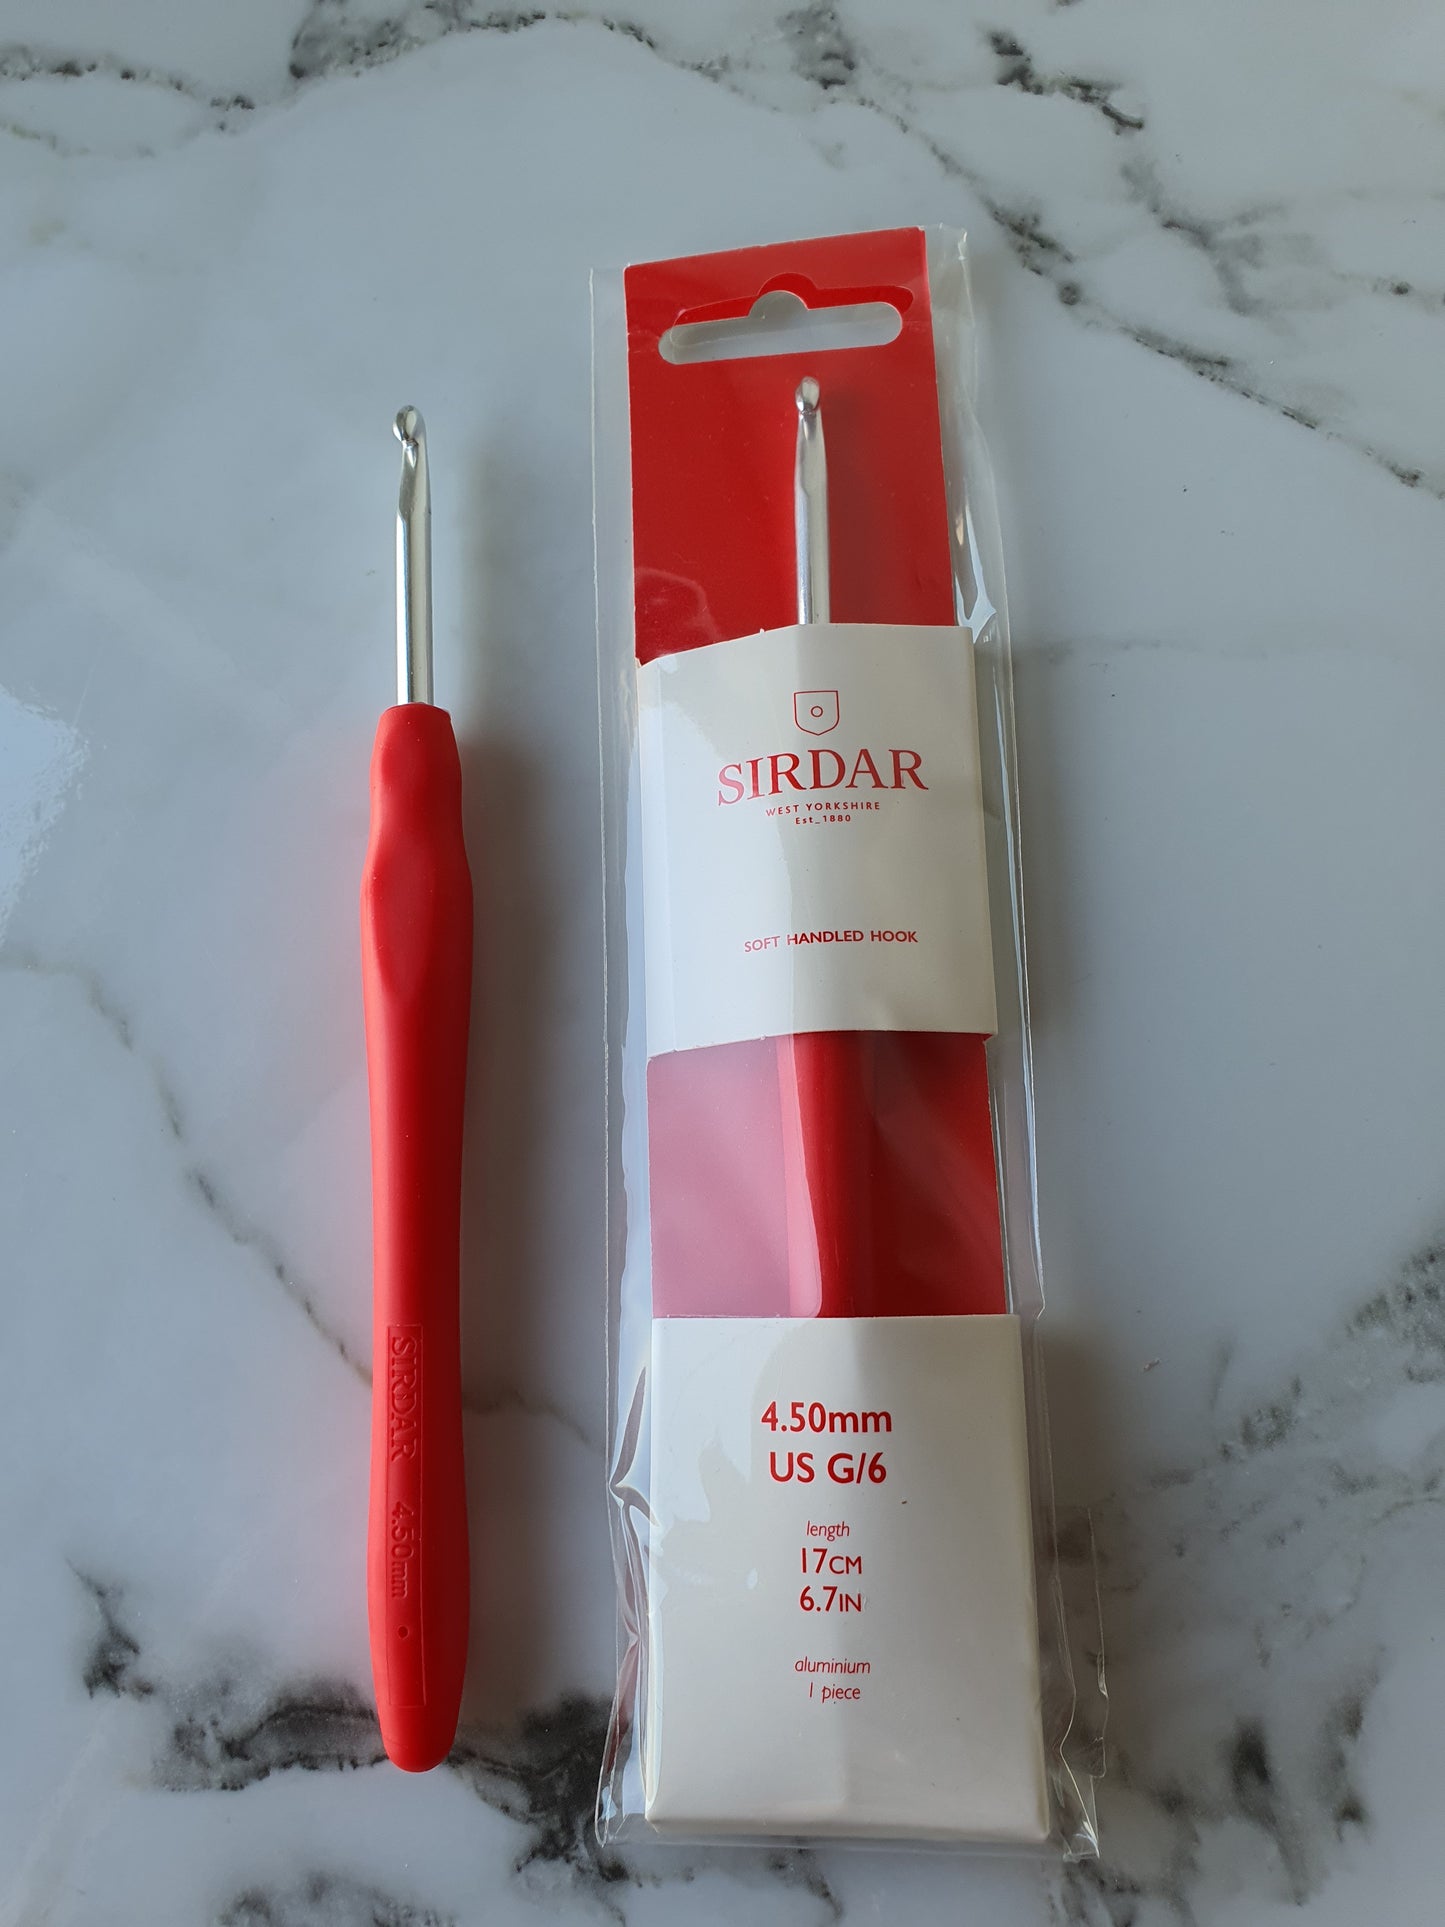 SIRDAR 4.50mm
SIRDAR
WEST YORKSHIRE
Est_1880
SOFT HANDLED HOOK
4.50mm
US G/6
length
17CM
6.7IN
aluminium
1 piece